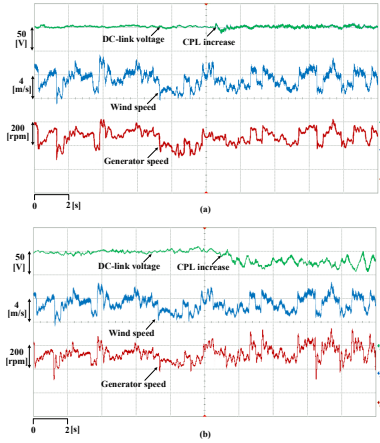 50
[V]
DC-link voltage
CPL increase
4
[m/s]
Wind speed
200
[rpm]
Generator speed
0
2
[s]
(a)
50
[V]
DC-link voltage
CPL increase
4
[m/s]
Wind speed
200
[rpm]
Generator speed
0
2
[s]
(b)